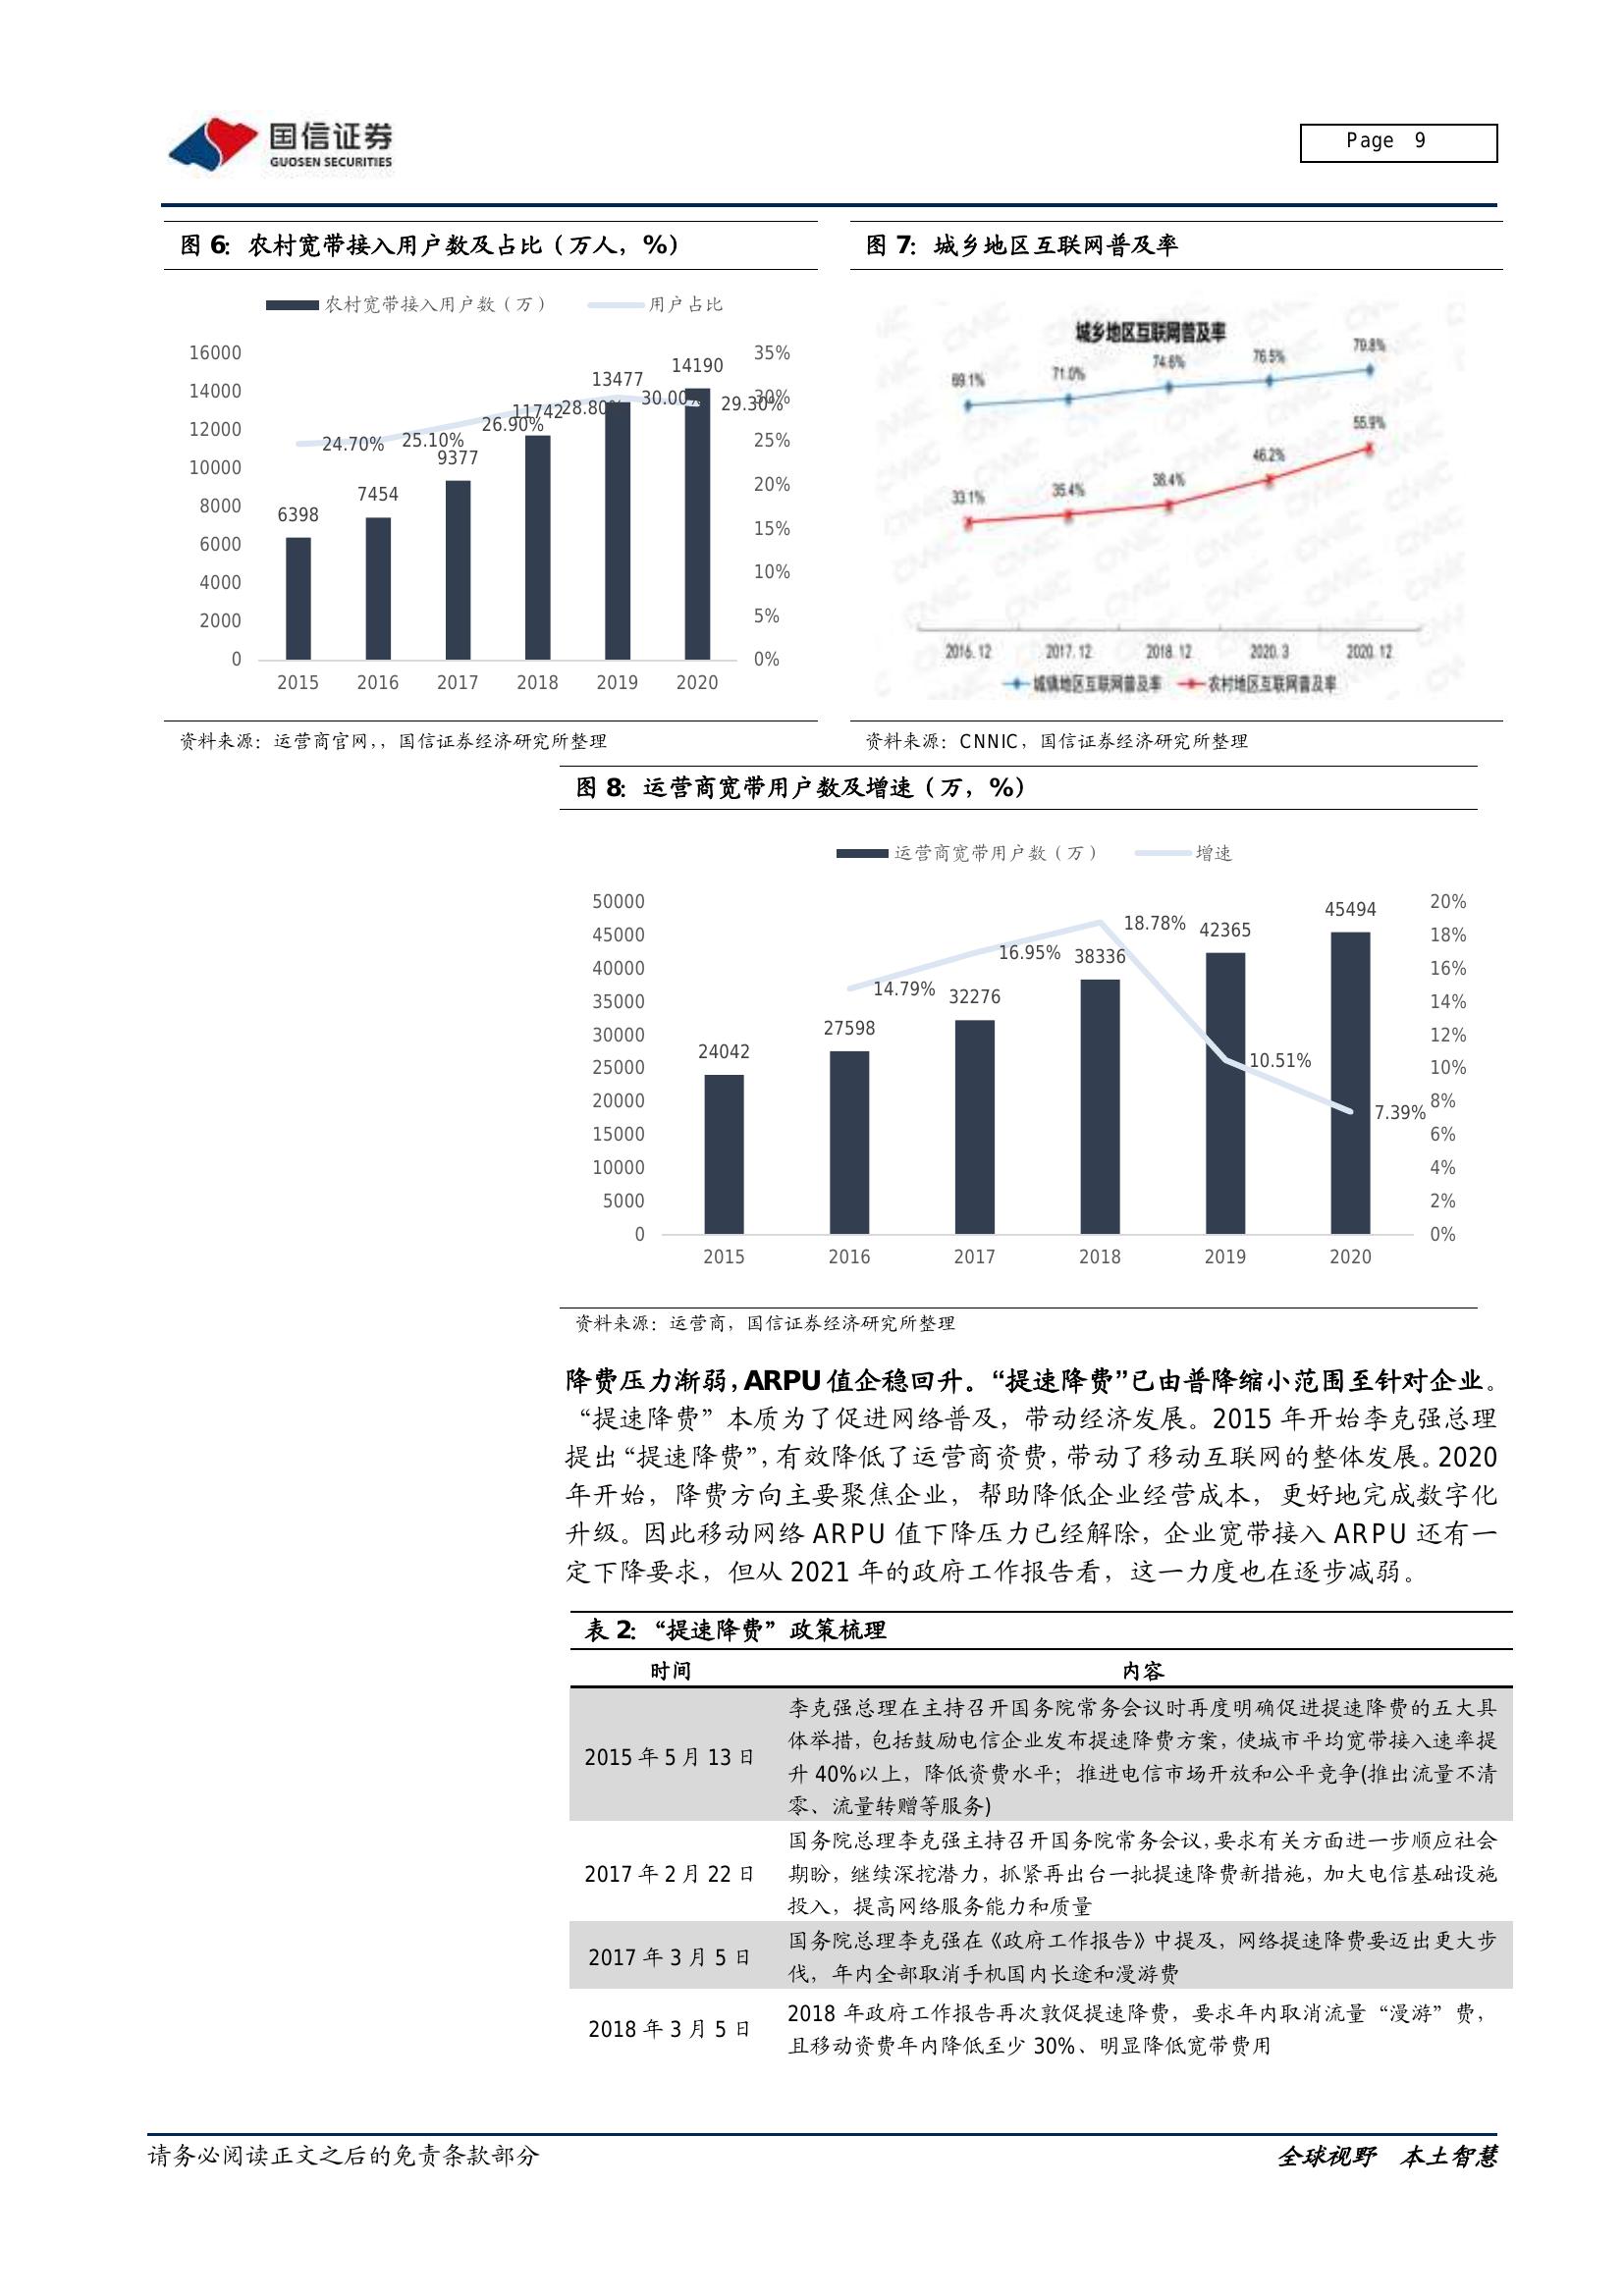 国信证券
GUOSEN SECURITIES
Page 9
图 6：农村宽带接入用户数及占比（万人，%）
农村宽带接入用户数（万） 用户占比
16000
14000
12000
10000
8000
6000
4000
2000
0
35%
30%
25%
20%
15%
10%
5%
0%
6398
7454
9377
11742
13477
14190
24.70%
25.10%
26.90%
28.80%
30.00%
29.30%
2015 2016 2017 2018 2019 2020
资料来源：运营商官网，，国信证券经济研究所整理
图 7：城乡地区互联网普及率
城乡地区互联网普及率
69.1% 71.0% 74.6% 76.5% 79.8%
33.1% 35.4% 38.4% 46.2% 55.9%
2016.12 2017.12 2018.12 2020.3 2020.12
城镇地区互联网普及率 农村地区互联网普及率
CNNIC
资料来源：CNNIC，国信证券经济研究所整理
图 8：运营商宽带用户数及增速（万，%）
运营商宽带用户数（万） 增速
50000
45000
40000
35000
30000
25000
20000
15000
10000
5000
0
20%
18%
16%
14%
12%
10%
8%
6%
4%
2%
0%
24042
27598
32276
38336
42365
45494
14.79%
16.95%
18.78%
10.51%
7.39%
2015 2016 2017 2018 2019 2020
资料来源：运营商，国信证券经济研究所整理
降费压力渐弱，ARPU 值企稳回升。“提速降费”已由普降缩小范围至针对企业。
“提速降费”本质为了促进网络普及，带动经济发展。2015 年开始李克强总理
提出“提速降费”，有效降低了运营商资费，带动了移动互联网的整体发展。2020
年开始，降费方向主要聚焦企业，帮助降低企业经营成本，更好地完成数字化
升级。因此移动网络 ARPU 值下降压力已经解除，企业宽带接入 ARPU 还有一
定下降要求，但从 2021 年的政府工作报告看，这一力度也在逐步减弱。
表 2：“提速降费”政策梳理
时间 内容
2015 年 5 月 13 日
李克强总理在主持召开国务院常务会议时再度明确促进提速降费的五大具
体举措，包括鼓励电信企业发布提速降费方案，使城市平均宽带接入速率提
升 40%以上，降低资费水平；推进电信市场开放和公平竞争(推出流量不清
零、流量转赠等服务)
2017 年 2 月 22 日
国务院总理李克强主持召开国务院常务会议，要求有关方面进一步顺应社会
期盼，继续深挖潜力，抓紧再出台一批提速降费新措施，加大电信基础设施
投入，提高网络服务能力和质量
2017 年 3 月 5 日
国务院总理李克强在《政府工作报告》中提及，网络提速降费要迈出更大步
伐，年内全部取消手机国内长途和漫游费
2018 年 3 月 5 日
2018 年政府工作报告再次敦促提速降费，要求年内取消流量“漫游”费，
且移动资费年内降低至少 30%、明显降低宽带费用
请务必阅读正文之后的免责条款部分
全球视野 本土智慧